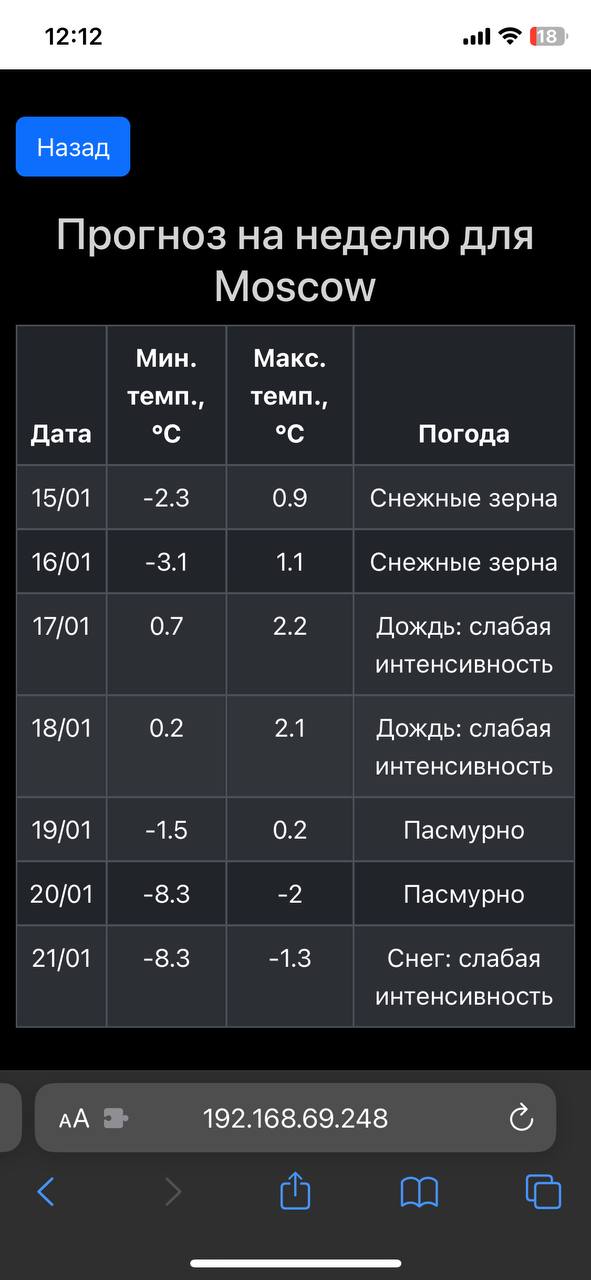 12:12
18
Назад
Прогноз на неделю для
Moscow
Дата
Мин.
темп.,
°C
Макс.
темп.,
°C
Погода
15/01 -2.3 0.9 Снежные зерна
16/01 -3.1 1.1 Снежные зерна
17/01 0.7 2.2 Дождь: слабая
интенсивность
18/01 0.2 2.1 Дождь: слабая
интенсивность
19/01 -1.5 0.2 Пасмурно
20/01 -8.3 -2 Пасмурно
21/01 -8.3 -1.3 Снег: слабая
интенсивность
AA 192.168.69.248